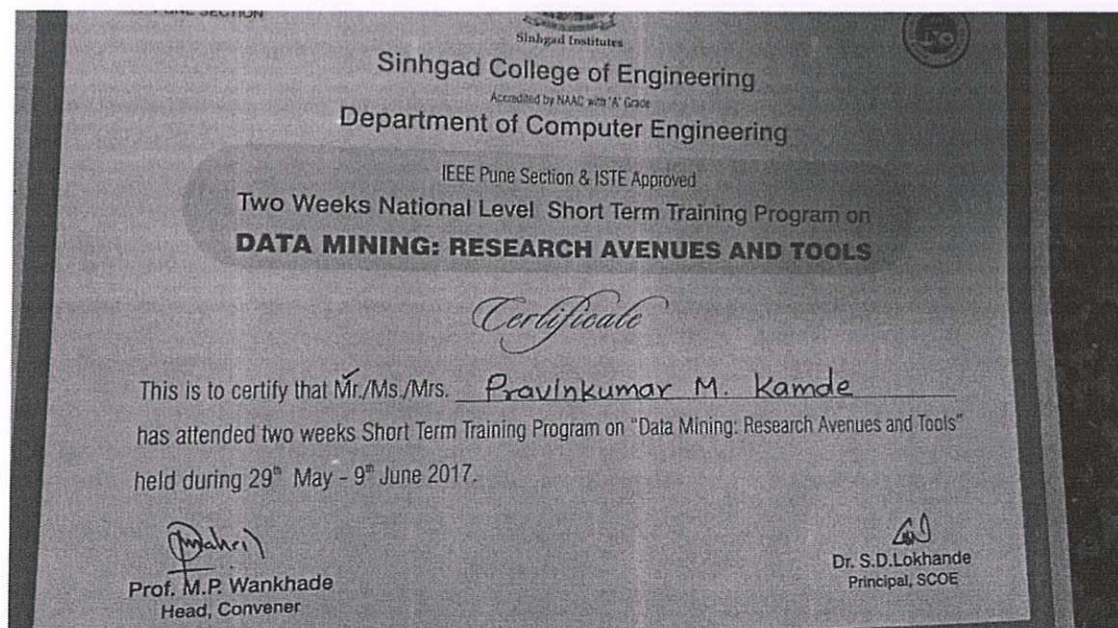 PUNE SECTION
Sinhgad Institutes
Sinhgad College of Engineering
Accredited by NAAC with 'A' Grade
Department of Computer Engineering
IEEE Pune Section & ISTE Approved
Two Weeks National Level Short Term Training Program on
DATA MINING: RESEARCH AVENUES AND TOOLS
Certificate
This is to certify that Mr./Ms./Mrs. Pravinkumar M. Kamde
has attended two weeks Short Term Training Program on "Data Mining: Research Avenues and Tools"
held during 29th May - 9th June 2017.
Prof. M.P. Wankhade
Head, Convener
Dr. S.D.Lokhande
Principal, SCOE